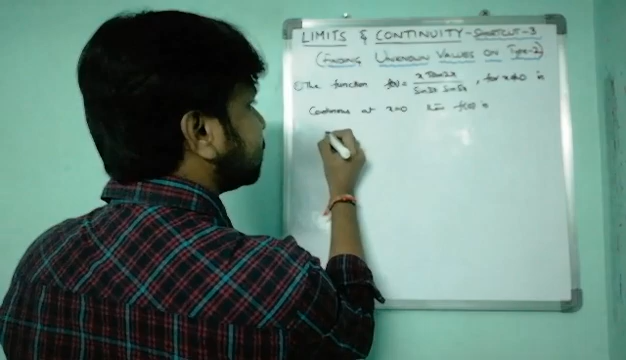 LIMITS & CONTINUITY - SHORTCUT - 3
(FINDING UNKNOWN VALUES ON TYPE-2)
The function f(x) = x Tan2x / Sin3x Sin5x , for x≠0 is
Continuous at x=0 then f(0) is